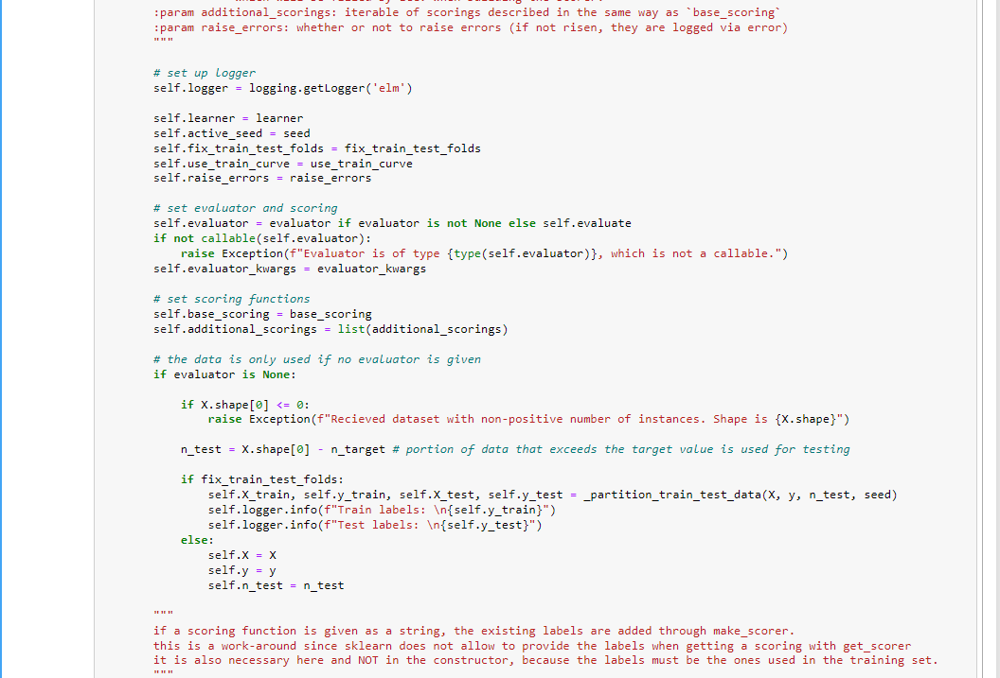 :param additional_scorings: iterable of scorings described in the same way as `base_scoring`
:param raise_errors: whether or not to raise errors (if not risen, they are logged via error)
"""
# set up logger
self.logger = logging.getLogger('elm')
self.learner = learner
self.active_seed = seed
self.fix_train_test_folds = fix_train_test_folds
self.use_train_curve = use_train_curve
self.raise_errors = raise_errors
# set evaluator and scoring
self.evaluator = evaluator if evaluator is not None else self.evaluate
if not callable(self.evaluator):
raise Exception(f"Evaluator is of type {type(self.evaluator)}, which is not a callable.")
self.evaluator_kwargs = evaluator_kwargs
# set scoring functions
self.base_scoring = base_scoring
self.additional_scorings = list(additional_scorings)
# the data is only used if no evaluator is given
if evaluator is None:
if X.shape[0] <= 0:
raise Exception(f"Recieved dataset with non-positive number of instances. Shape is {X.shape}")
n_test = X.shape[0] - n_target # portion of data that exceeds the target value is used for testing
if fix_train_test_folds:
self.X_train, self.y_train, self.X_test, self.y_test = _partition_train_test_data(X, y, n_test, seed)
self.logger.info(f"Train labels: \n{self.y_train}")
self.logger.info(f"Test labels: \n{self.y_test}")
else:
self.X = X
self.y = y
self.n_test = n_test
"""
if a scoring function is given as a string, the existing labels are added through make_scorer.
this is a work-around since sklearn does not allow to provide the labels when getting a scoring with get_scorer
it is also necessary here and NOT in the constructor, because the labels must be the ones used in the training set.
"""